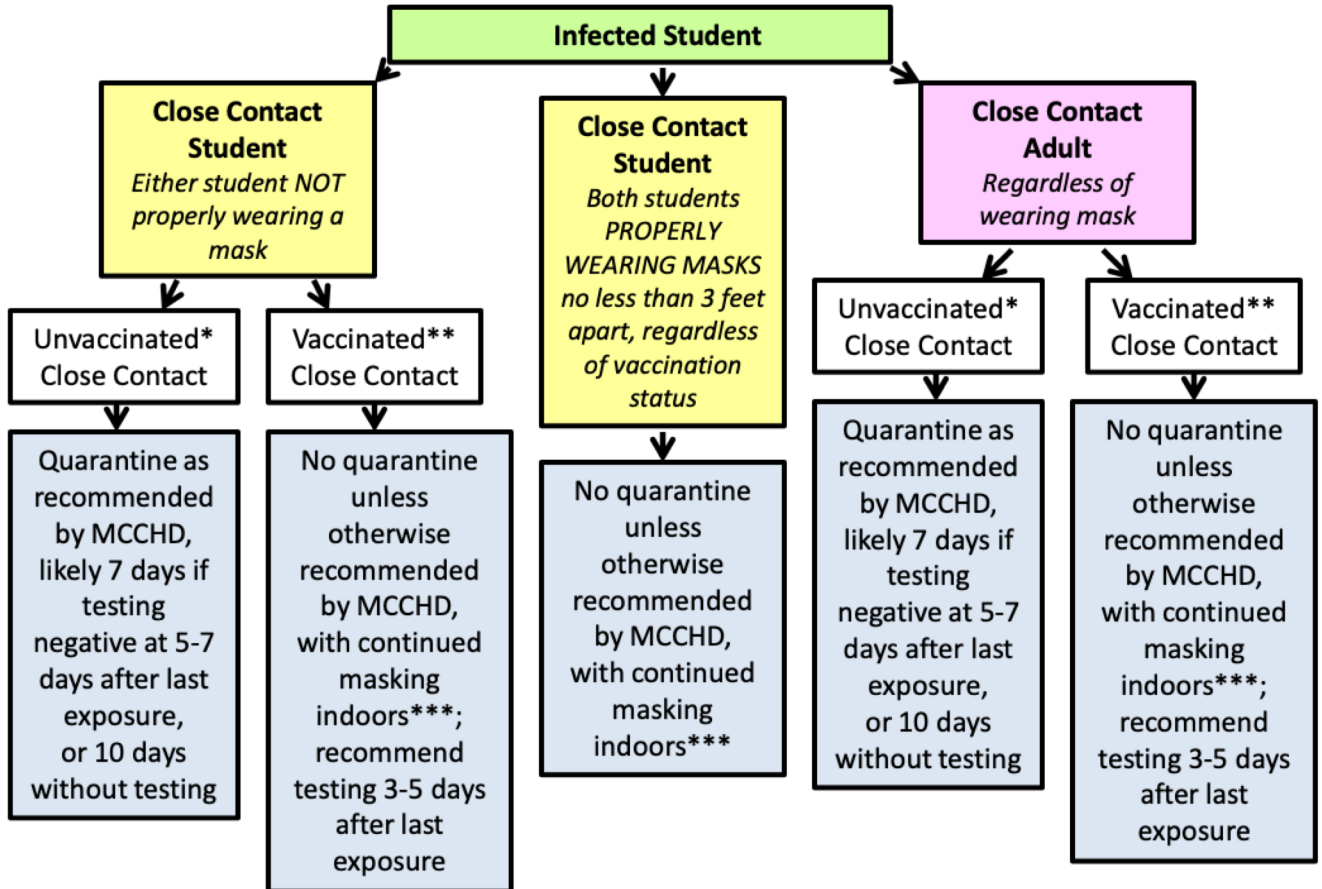 Infected Student
Close Contact
Student
Either student NOT
properly wearing a
mask
Close Contact
Student
Both students
PROPERLY
WEARING MASKS
no less than 3 feet
apart, regardless
of vaccination
status
Close Contact
Adult
Regardless of
wearing mask
Unvaccinated*
Close Contact
Vaccinated**
Close Contact
Unvaccinated*
Close Contact
Vaccinated**
Close Contact
Quarantine as
recommended
by MCCHD,
likely 7 days if
testing
negative at 5-7
days after last
exposure,
or 10 days
without testing
No quarantine
unless
otherwise
recommended
by MCCHD,
with continued
masking
indoors***;
recommend
testing 3-5 days
after last
exposure
No quarantine
unless
otherwise
recommended
by MCCHD,
with continued
masking
indoors***
Quarantine as
recommended
by MCCHD,
likely 7 days if
testing
negative at 5-7
days after last
exposure,
or 10 days
without testing
No quarantine
unless
otherwise
recommended
by MCCHD,
with continued
masking
indoors***;
recommend
testing 3-5 days
after last
exposure